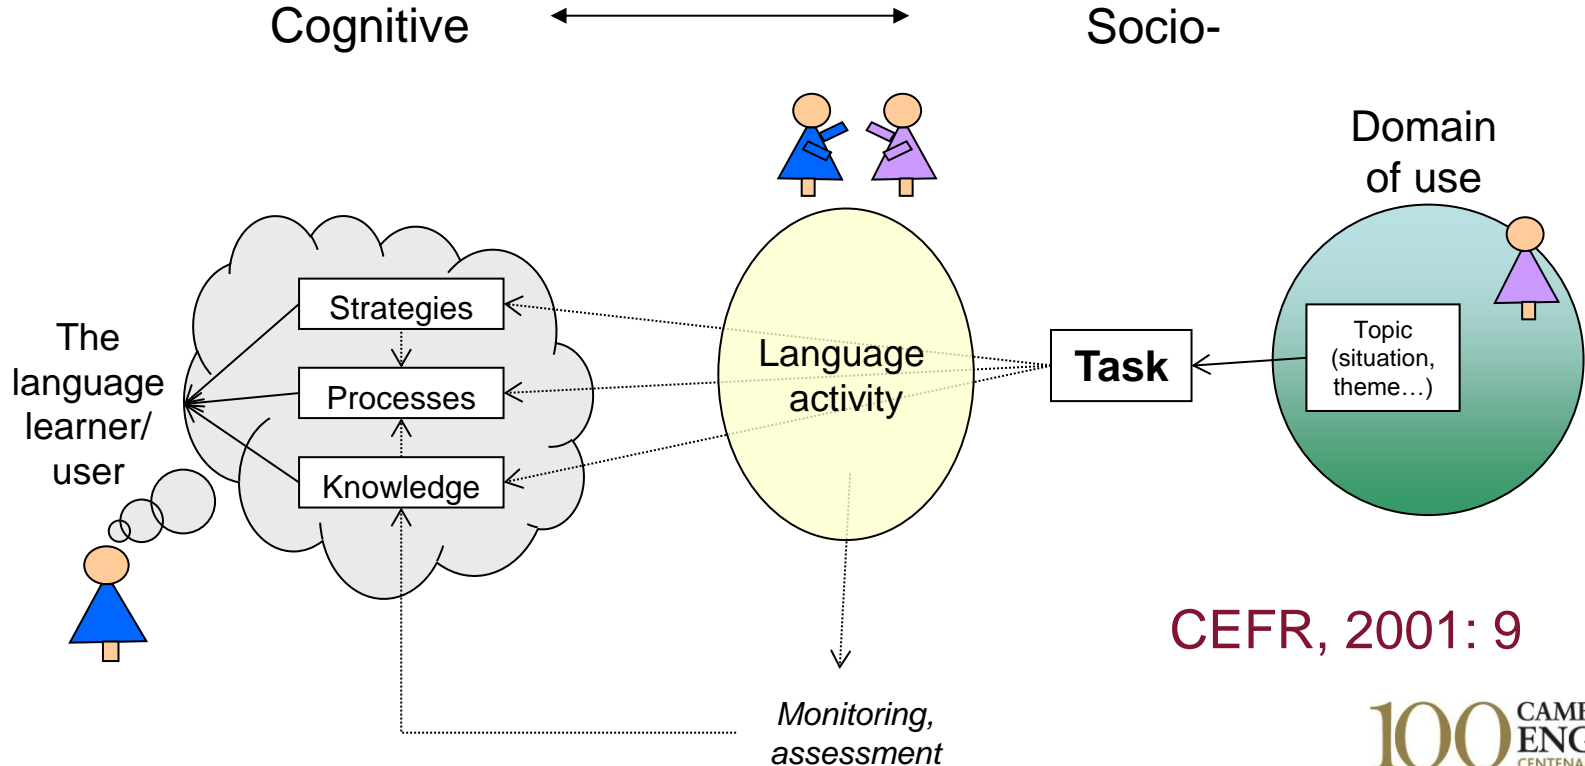 Cognitive
Socio-
Domain
of use
Strategies
The
language
learner/
user
Processes
Knowledge
Language
activity
Task
Topic
(situation,
theme…)
CEFR, 2001: 9
Monitoring,
assessment
100